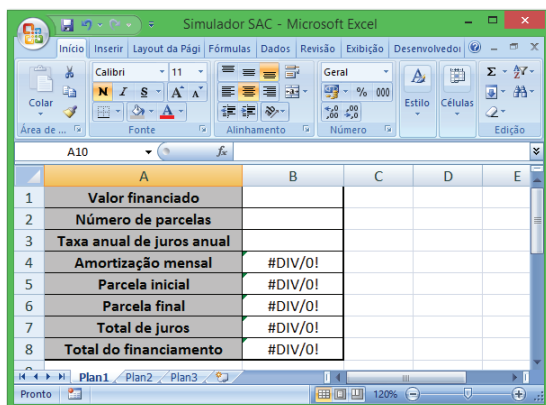 Simulador SAC - Microsoft Excel
Início Inserir Layout da Pági Fórmulas Dados Revisão Exibição Desenvolvedor
Calibri 11 Geral
Colar N I S A A % 000 Estilo Células
Área de ... Fonte Alinhamento Número Edição
A10 fx
A B C D E
1 Valor financiado
2 Número de parcelas
3 Taxa anual de juros anual
4 Amortização mensal #DIV/0!
5 Parcela inicial #DIV/0!
6 Parcela final #DIV/0!
7 Total de juros #DIV/0!
8 Total do financiamento #DIV/0!
Plan1 Plan2 Plan3
Pronto 120%